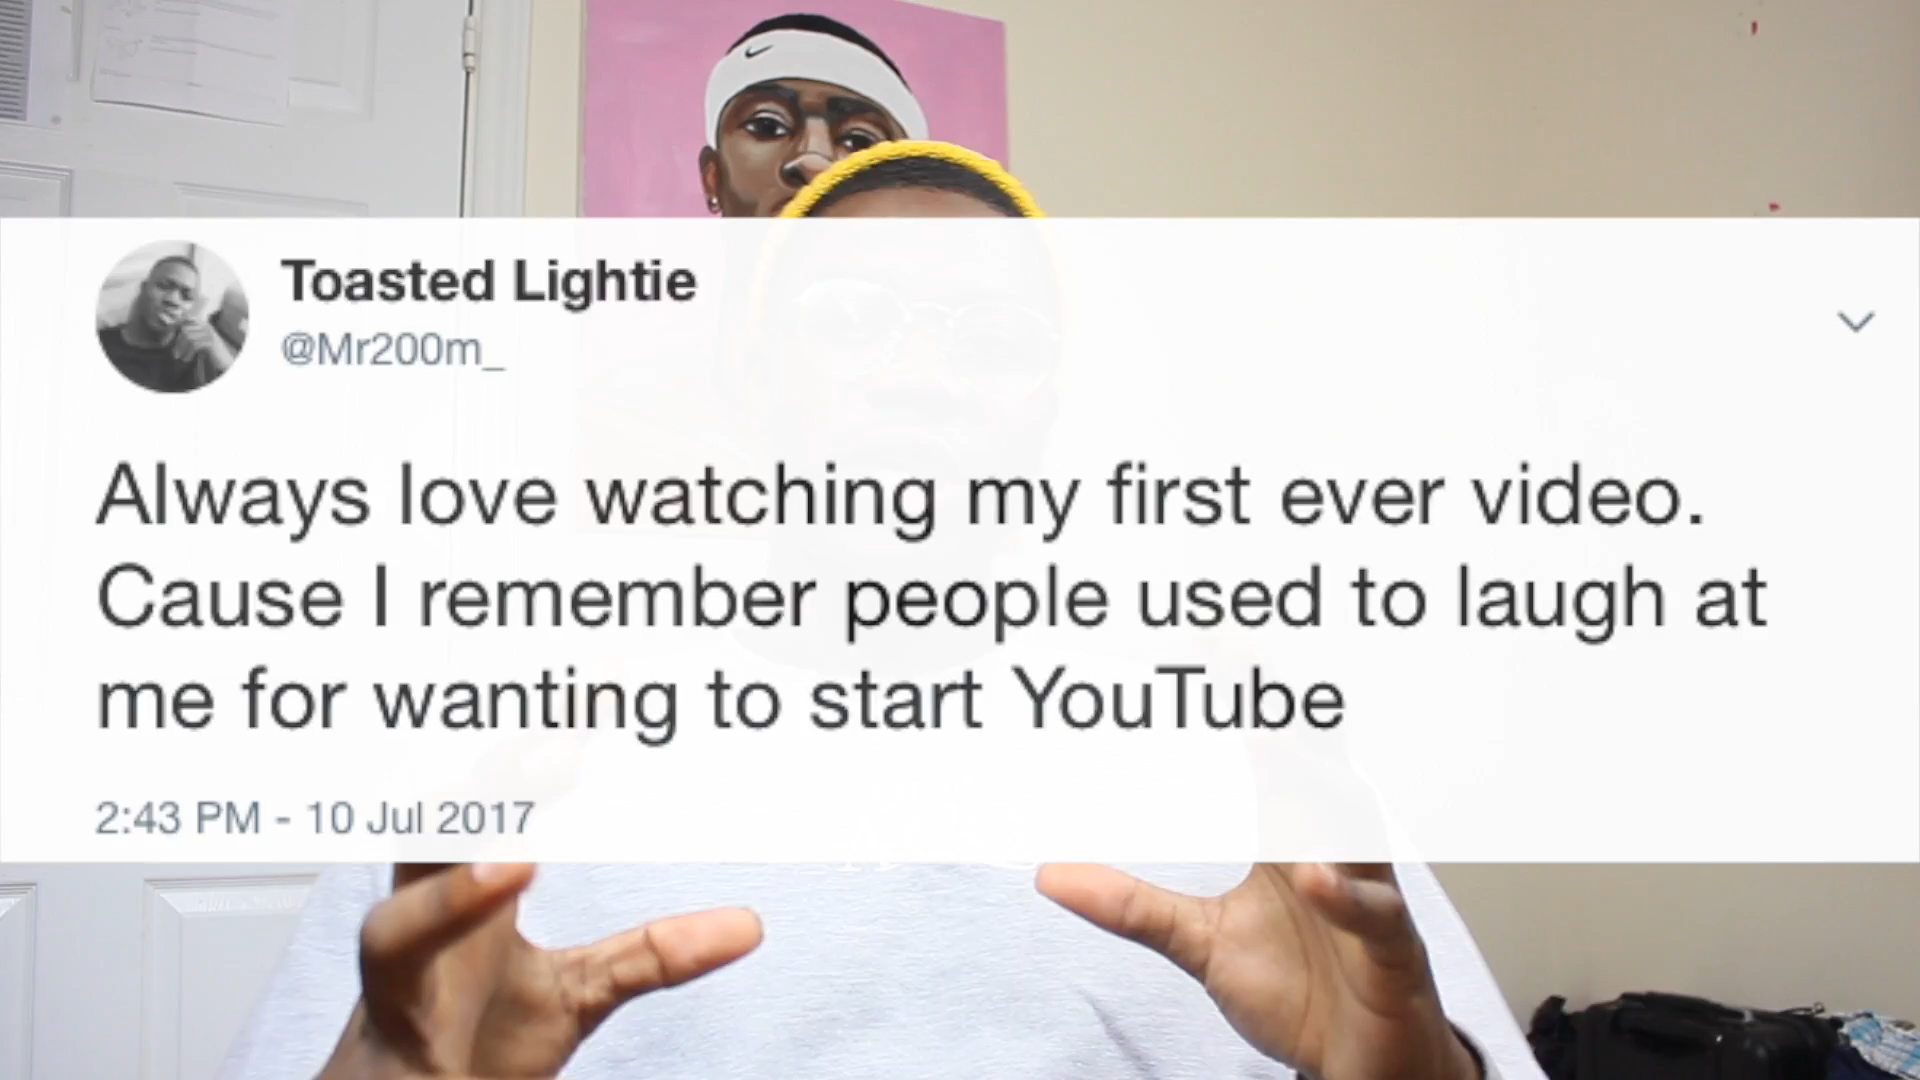 Toasted Lightie
@Mr200m_
Always love watching my first ever video.
Cause I remember people used to laugh at
me for wanting to start YouTube
2:43 PM - 10 Jul 2017